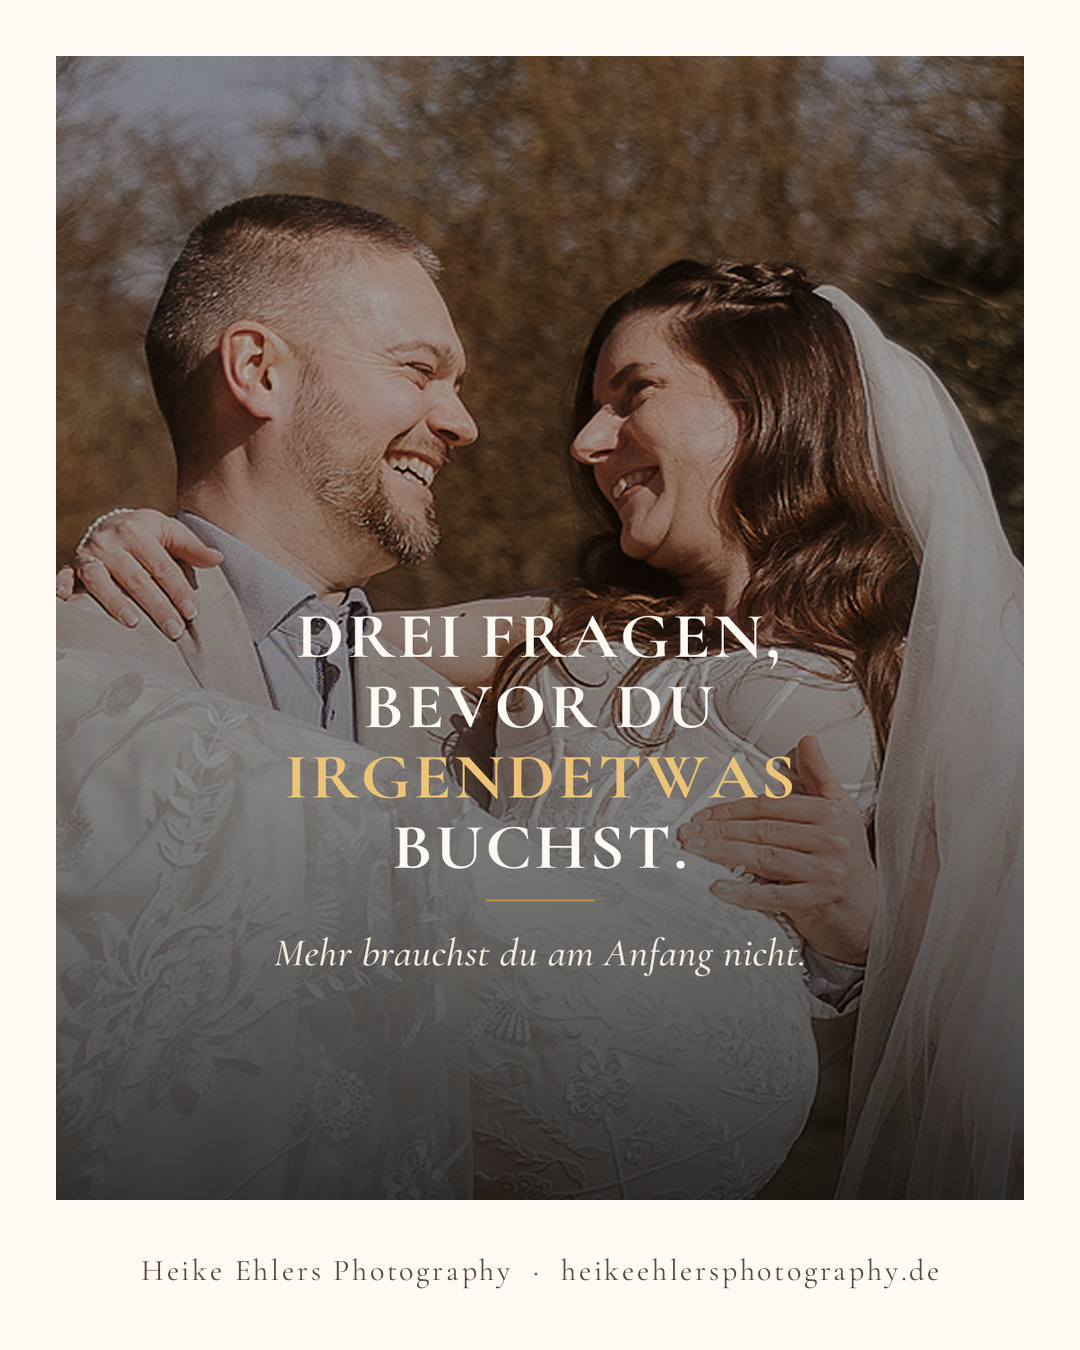 DREI FRAGEN,
BEVOR DU
IRGENDETWAS
BUCHST.
Mehr brauchst du am Anfang nicht.
Heike Ehlers Photography · heikeehlersphotography.de